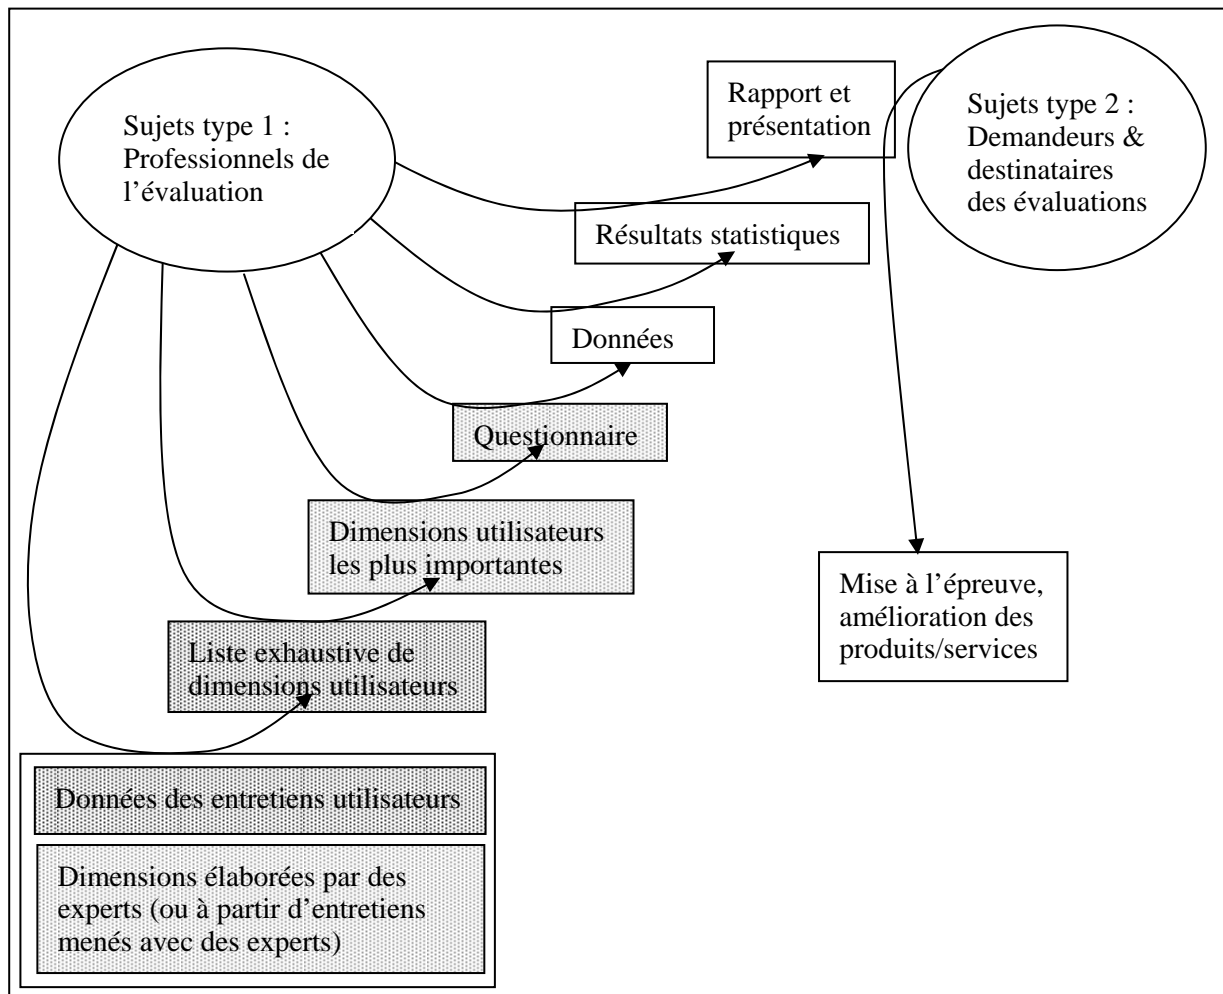 Sujets type 1 :
Professionnels de
l’évaluation
Rapport et
présentation
Sujets type 2 :
Demandeurs &
destinataires
des évaluations
Résultats statistiques
Données
Questionnaire
Dimensions utilisateurs
les plus importantes
Mise à l’épreuve,
amélioration des
produits/services
Liste exhaustive de
dimensions utilisateurs
Données des entretiens utilisateurs
Dimensions élaborées par des
experts (ou à partir d’entretiens
menés avec des experts)